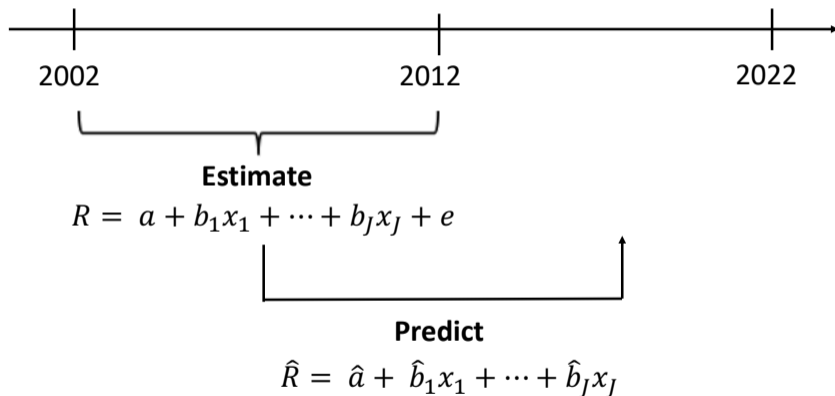 2002 2012 2022
Estimate
R = a + b₁x₁ + ⋯ + b_Jx_J + e
Predict
R̂ = â + b̂₁x₁ + ⋯ + b̂_Jx_J